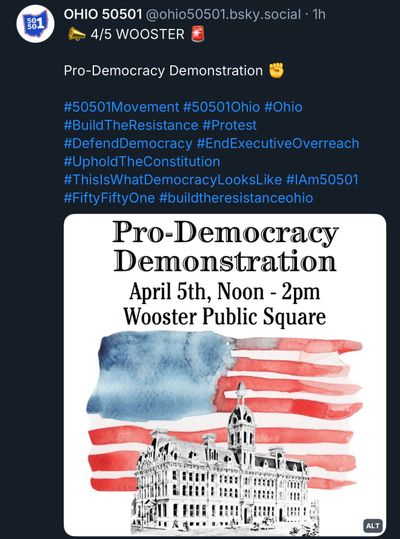 50
50 1
OHIO 50501 @ohio50501.bsky.social · 1h
📣 4/5 WOOSTER 🚨
Pro-Democracy Demonstration ✊
#50501Movement #50501Ohio #Ohio
#BuildTheResistance #Protest
#DefendDemocracy #EndExecutiveOverreach
#UpholdTheConstitution
#ThisIsWhatDemocracyLooksLike #IAm50501
#FiftyFiftyOne #buildtheresistanceohio
Pro-Democracy
Demonstration
April 5th, Noon - 2pm
Wooster Public Square
ALT